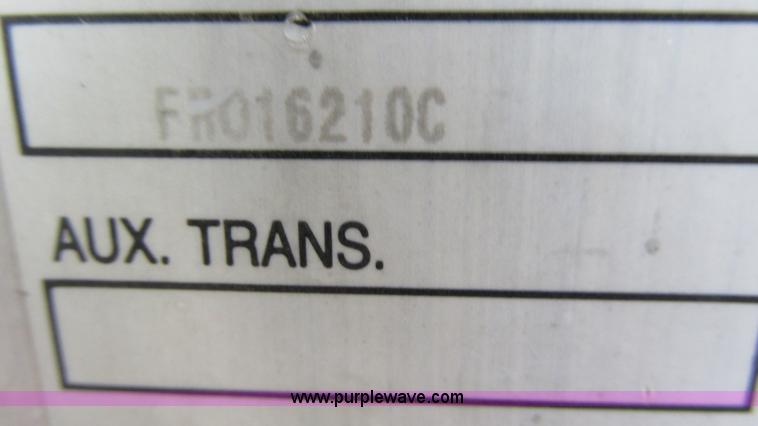 FRO16210C
AUX. TRANS.
www.purplewave.com